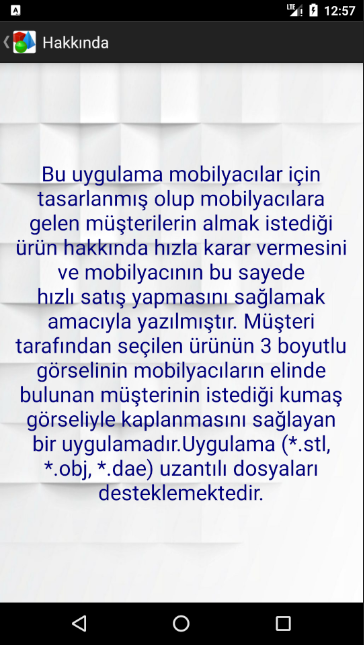 A
LTE 12:57
Hakkında
Bu uygulama mobilyacılar için
tasarlanmış olup mobilyacılara
gelen müşterilerin almak istediği
ürün hakkında hızla karar vermesini
ve mobilyacının bu sayede
hızlı satış yapmasını sağlamak
amacıyla yazılmıştır. Müşteri
tarafından seçilen ürünün 3 boyutlu
görselinin mobilyacıların elinde
bulunan müşterinin istediği kumaş
görseliyle kaplanmasını sağlayan
bir uygulamadır.Uygulama (*.stl,
*.obj, *.dae) uzantılı dosyaları
desteklemektedir.